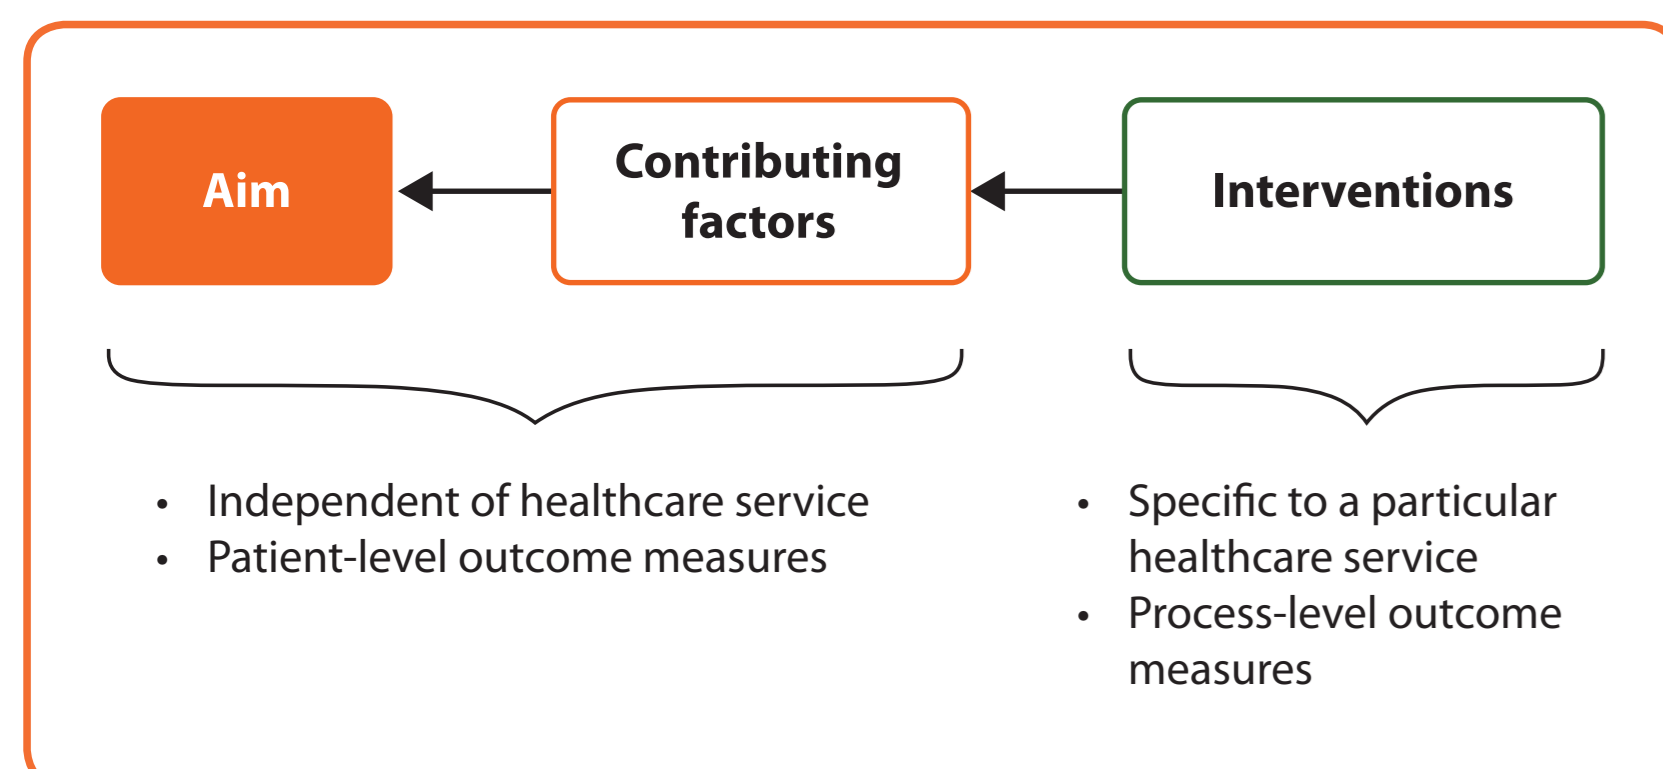 Aim
Contributing
factors
Interventions
• Independent of healthcare service
• Patient-level outcome measures
• Specific to a particular
healthcare service
• Process-level outcome
measures